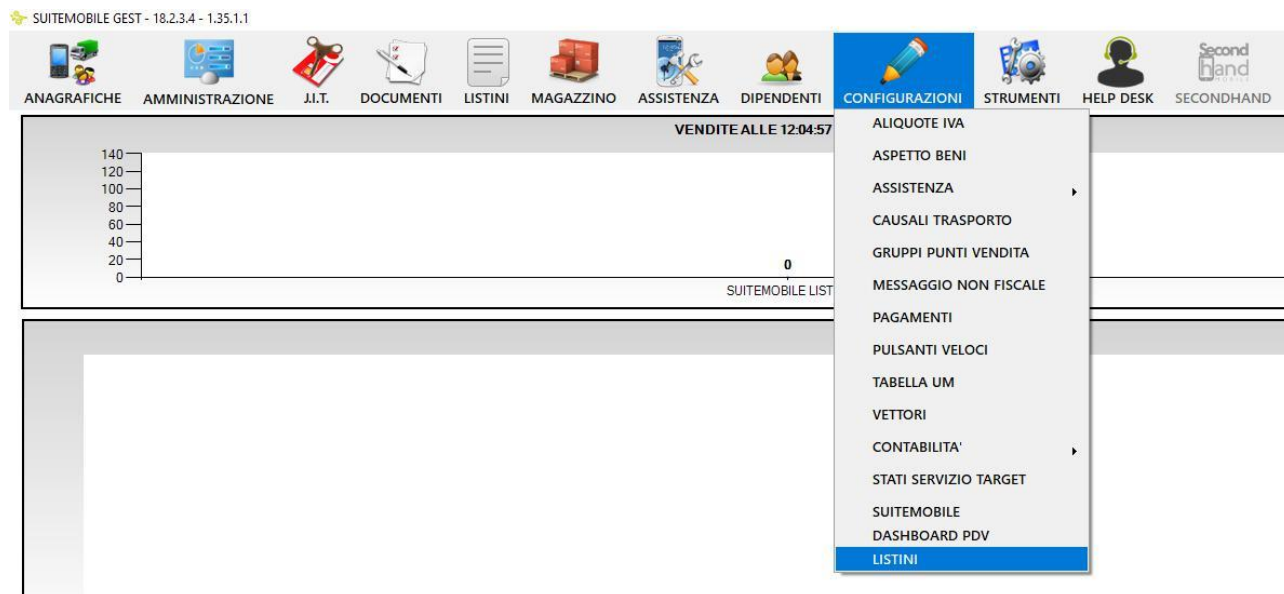 SUITEMOBILE GEST - 18.2.3.4 - 1.35.1.1
Second
hand
MOBILE
ANAGRAFICHE AMMINISTRAZIONE J.I.T. DOCUMENTI LISTINI MAGAZZINO ASSISTENZA DIPENDENTI CONFIGURAZIONI STRUMENTI HELP DESK SECONDHAND
VENDITE ALLE 12:04:57
140
120
100
80
60
40
20
0
0
SUITEMOBILE LIST
ALIQUOTE IVA
ASPETTO BENI
ASSISTENZA
CAUSALI TRASPORTO
GRUPPI PUNTI VENDITA
MESSAGGIO NON FISCALE
PAGAMENTI
PULSANTI VELOCI
TABELLA UM
VETTORI
CONTABILITA'
STATI SERVIZIO TARGET
SUITEMOBILE
DASHBOARD PDV
LISTINI